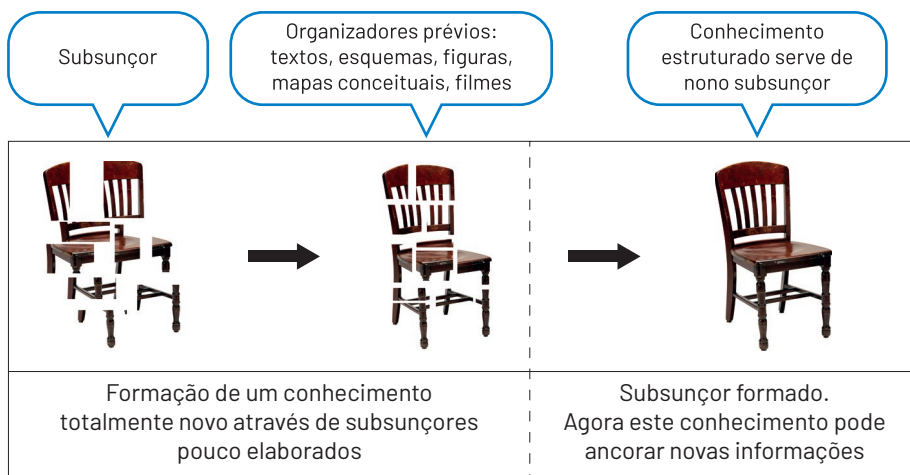 Subsunçor
Organizadores prévios:
textos, esquemas, figuras,
mapas conceituais, filmes
Conhecimento
estruturado serve de
nono subsunçor
Formação de um conhecimento
totalmente novo através de subsunçores
pouco elaborados
Subsunçor formado.
Agora este conhecimento pode
ancorar novas informações